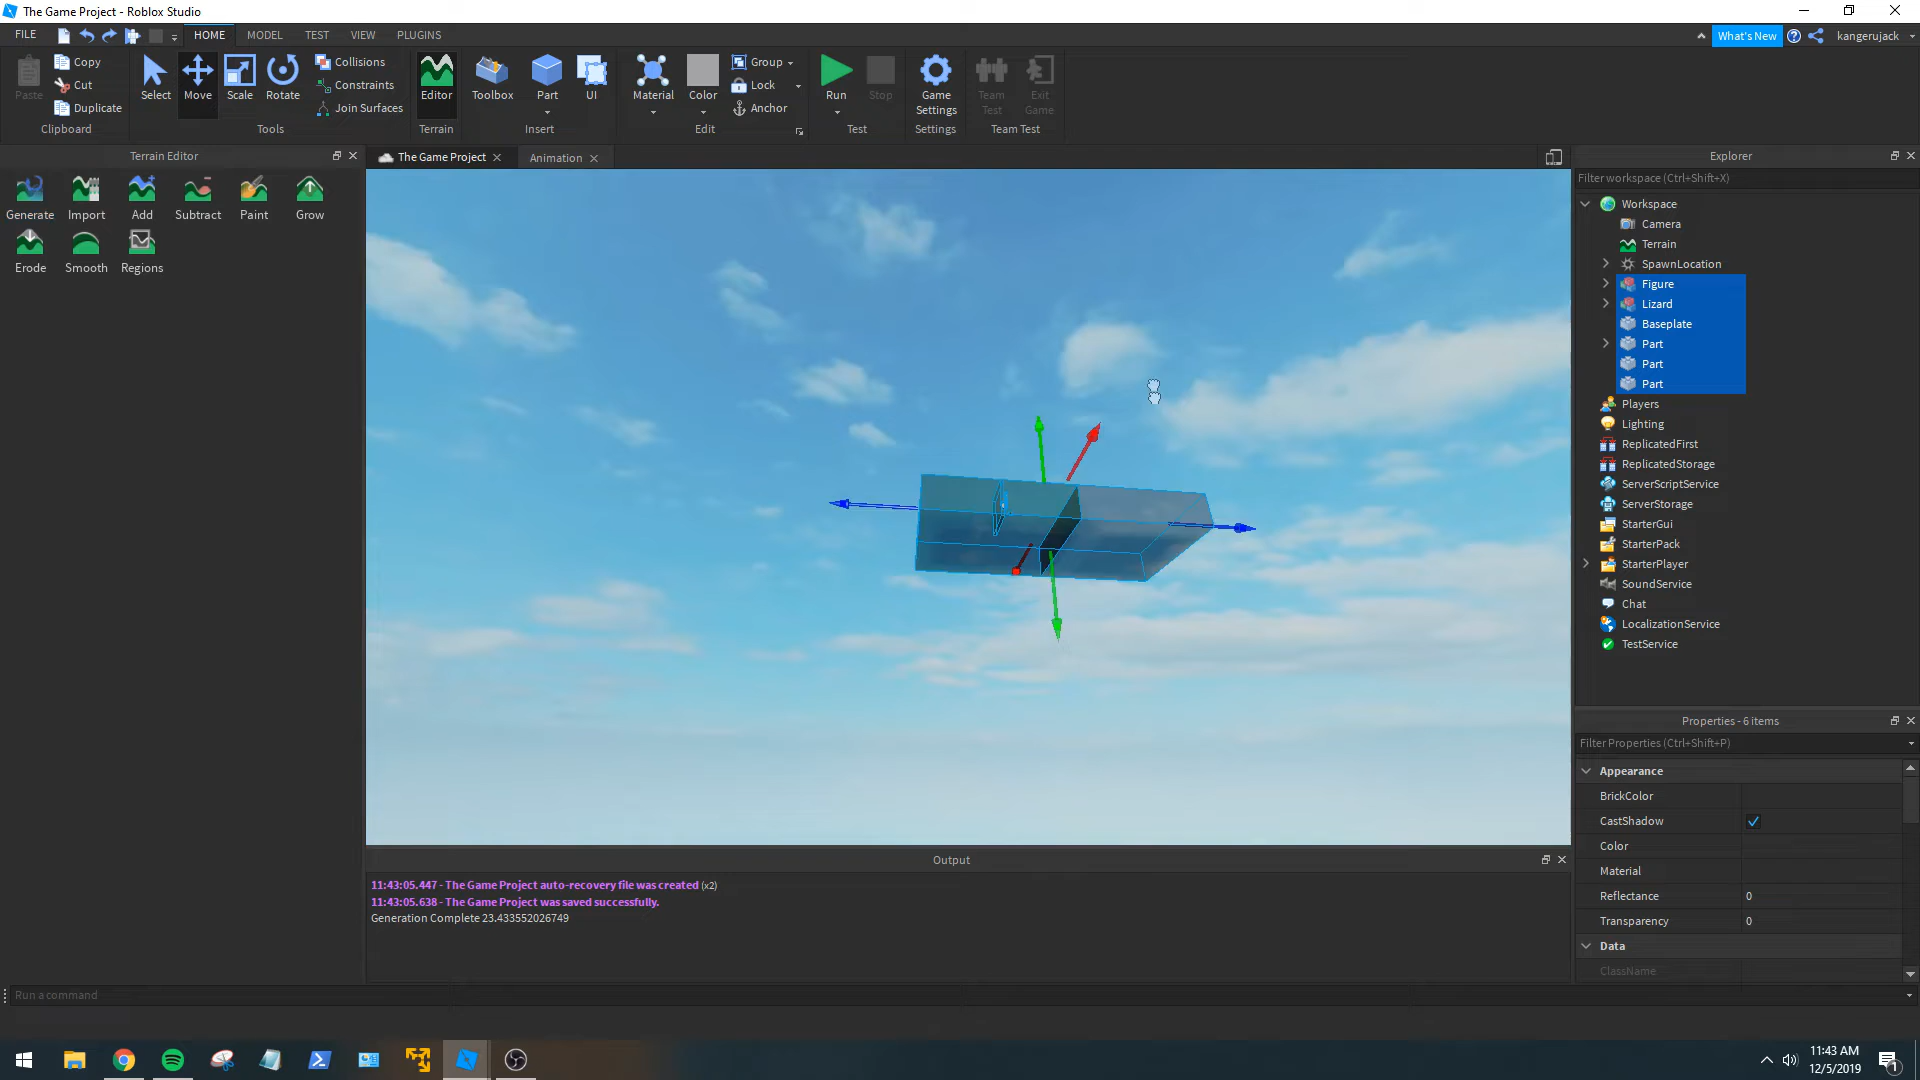 The Game Project - Roblox Studio
FILE
HOME
MODEL
TEST
VIEW
PLUGINS
What's New
kangerujack
Paste
Copy
Cut
Duplicate
Clipboard
Select
Move
Scale
Rotate
Collisions
Constraints
Join Surfaces
Tools
Editor
Terrain
Toolbox
Part
UI
Insert
Material
Color
Group
Lock
Anchor
Edit
Run
Stop
Test
Game
Settings
Settings
Team
Test
Exit
Game
Team Test
Terrain Editor
Generate
Import
Add
Subtract
Paint
Grow
Erode
Smooth
Regions
The Game Project
Animation
Explorer
Filter workspace (Ctrl+Shift+X)
Workspace
Camera
Terrain
SpawnLocation
Figure
Lizard
Baseplate
Part
Part
Part
Players
Lighting
ReplicatedFirst
ReplicatedStorage
ServerScriptService
ServerStorage
StarterGui
StarterPack
StarterPlayer
SoundService
Chat
LocalizationService
TestService
Properties - 6 items
Filter Properties (Ctrl+Shift+P)
Appearance
BrickColor
CastShadow
Color
Material
Reflectance 0
Transparency 0
Data
ClassName
Output
11:43:05.447 - The Game Project auto-recovery file was created (x2)
11:43:05.638 - The Game Project was saved successfully.
Generation Complete 23.433552026749
Run a command
11:43 AM
12/5/2019
1